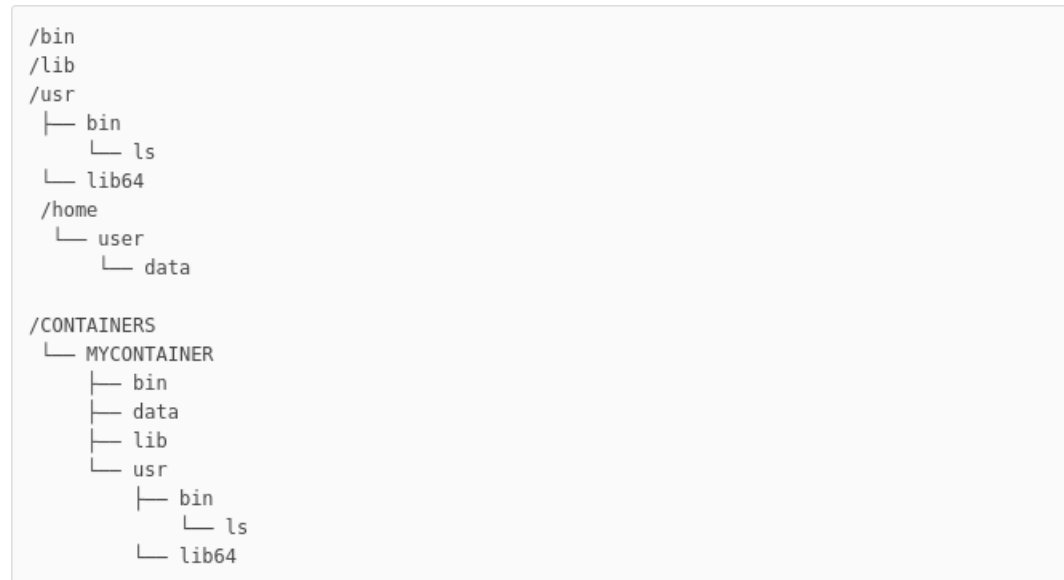 /bin
/lib
/usr
 ├── bin
     └── ls
 └── lib64
 /home
  └── user
      └── data

/CONTAINERS
 └── MYCONTAINER
     ├── bin
     ├── data
     ├── lib
     └── usr
         ├── bin
             └── ls
         └── lib64